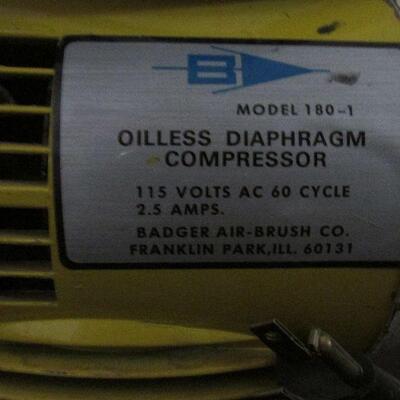 B
MODEL 180-1
OILLESS DIAPHRAGM
COMPRESSOR
115 VOLTS AC 60 CYCLE
2.5 AMPS.
BADGER AIR-BRUSH CO.
FRANKLIN PARK, ILL. 60131